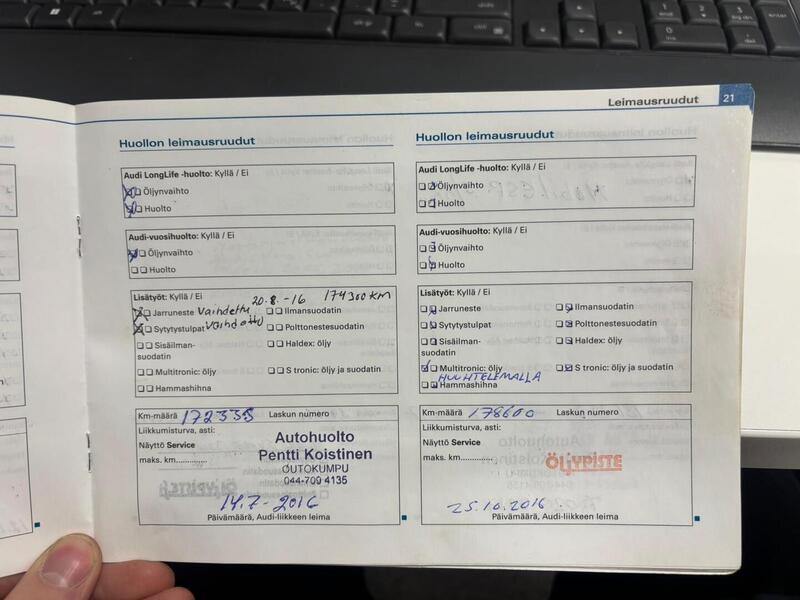 Leimausruudut 21
Huollon leimausruudut
Audi LongLife -huolto: Kyllä / Ei
Öljynvaihto
Huolto
Audi-vuosihuolto: Kyllä / Ei
Öljynvaihto
Huolto
Lisätyöt: Kyllä / Ei
20.8.-16 174300 KM
Jarruneste Vaihdettu Ilmansuodatin
Sytytystulpat Vaihdettu Polttonestesuodatin
Sisäilman- Haldex: öljy
suodatin
Multitronic: öljy S tronic: öljy ja suodatin
Hammashihna
Km-määrä 172335 Laskun numero
Liikkumisturva, asti:
Näyttö Service
maks. km..............
Autohuolto
Pentti Koistinen
OUTOKUMPU
044-709 4135
14.7-2016
Päivämäärä, Audi-liikkeen leima
Huollon leimausruudut
Audi LongLife -huolto: Kyllä / Ei
Öljynvaihto
Huolto
Audi-vuosihuolto: Kyllä / Ei
Öljynvaihto
Huolto
Lisätyöt: Kyllä / Ei
Jarruneste Ilmansuodatin
Sytytystulpat Polttonestesuodatin
Sisäilman- Haldex: öljy
suodatin
Multitronic: öljy S tronic: öljy ja suodatin
HUUHTELEMALLA
Hammashihna
Km-määrä 178600 Laskun numero
Liikkumisturva, asti:
Näyttö Service
maks. km..............
ÖLJYPISTE
25.10.2016
Päivämäärä, Audi-liikkeen leima